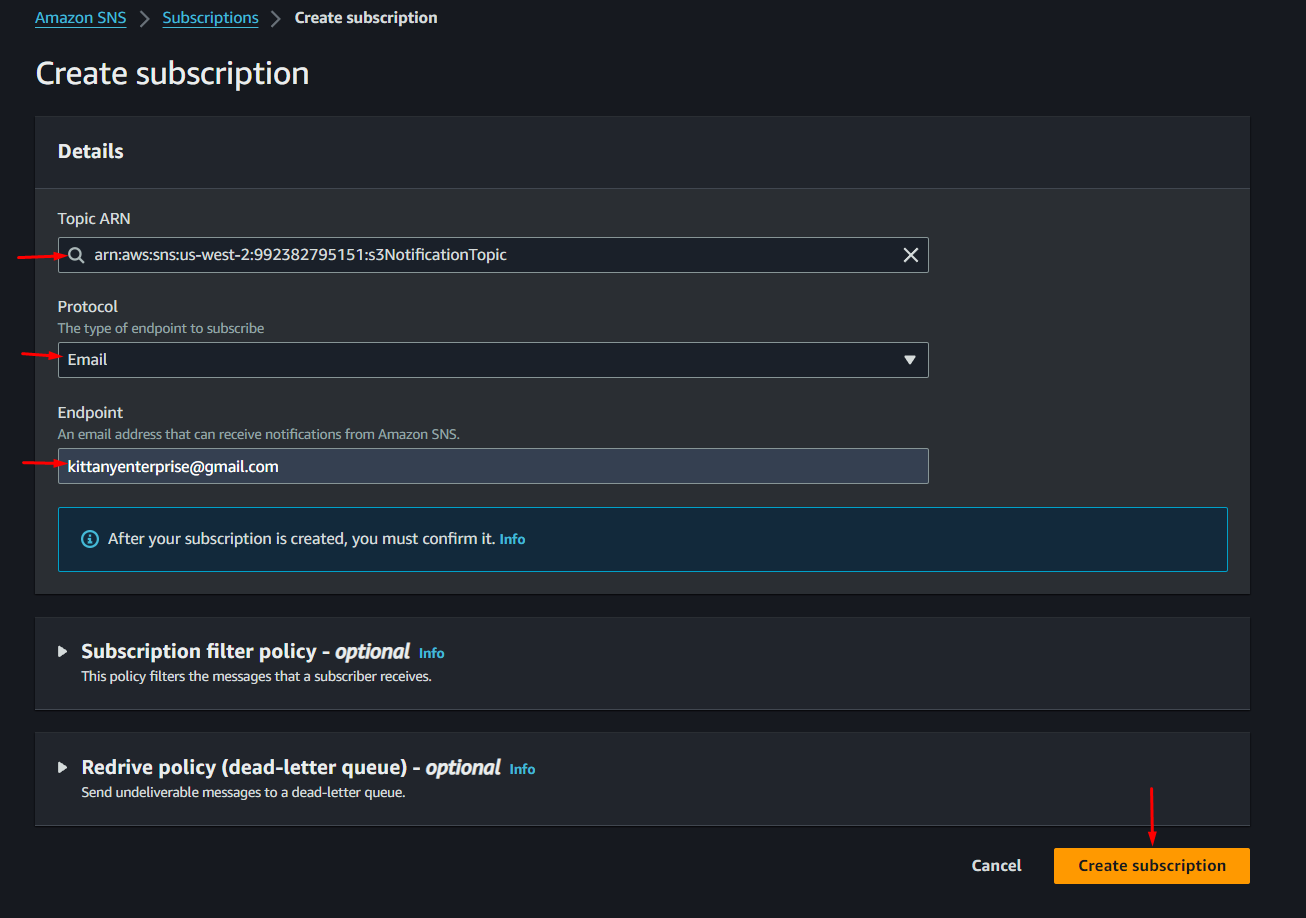 Amazon SNS > Subscriptions > Create subscription
Create subscription
Details
Topic ARN
arn:aws:sns:us-west-2:992382795151:s3NotificationTopic
Protocol
The type of endpoint to subscribe
Email
Endpoint
An email address that can receive notifications from Amazon SNS.
kittanyenterprise@gmail.com
After your subscription is created, you must confirm it. Info
Subscription filter policy - optional Info
This policy filters the messages that a subscriber receives.
Redrive policy (dead-letter queue) - optional Info
Send undeliverable messages to a dead-letter queue.
Cancel Create subscription